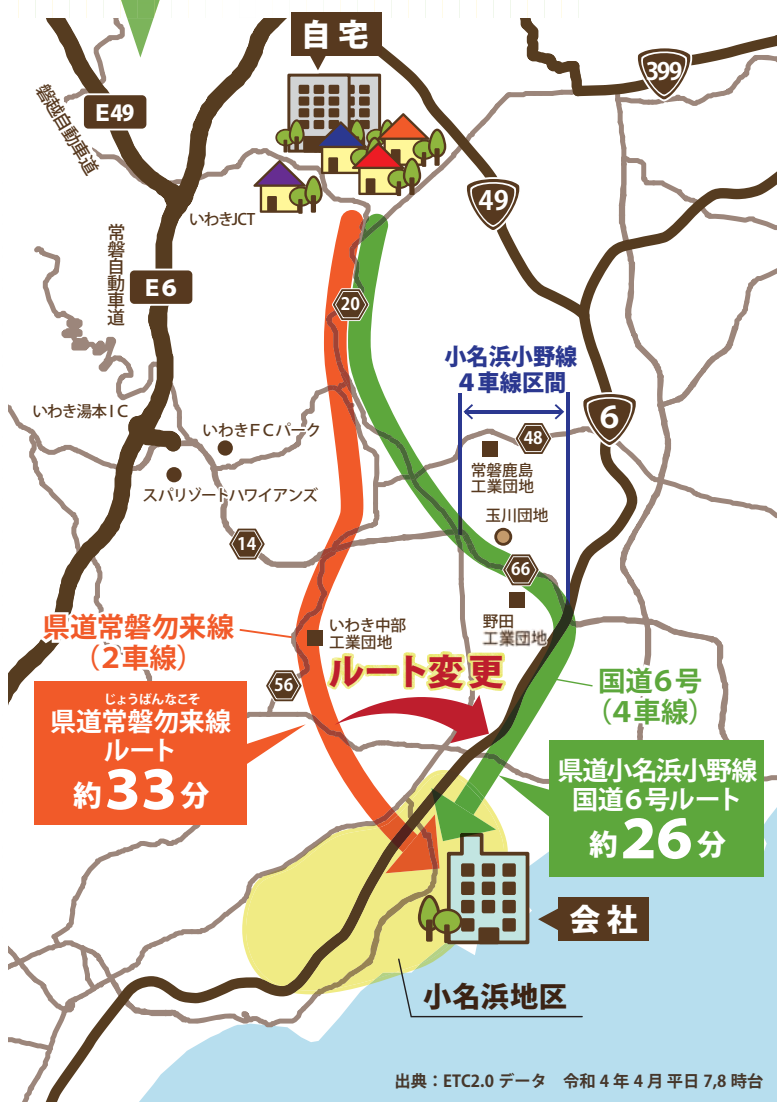 自宅
399
E49
磐越自動車道
49
いわきJCT
常磐自動車道
E6
20
小名浜小野線
4車線区間
6
いわき湯本IC
いわきFCパーク
48
スパリゾートハワイアンズ
常磐鹿島
工業団地
玉川団地
14
66
県道常磐勿来線
(2車線)
いわき中部
工業団地
野田
工業団地
ルート変更
56
国道6号
(4車線)
じょうばんなこそ
県道常磐勿来線
ルート
約33分
県道小名浜小野線
国道6号ルート
約26分
会社
小名浜地区
出典：ETC2.0データ 令和4年4月平日7,8時台